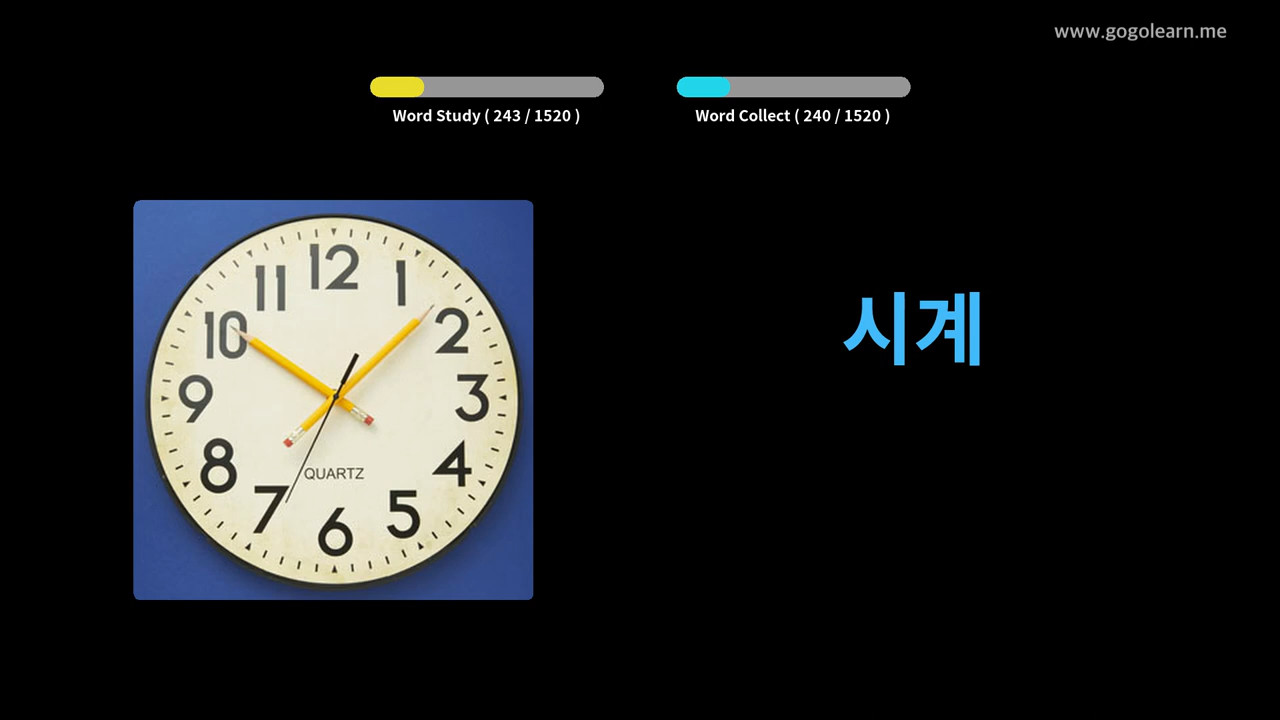 www.gogolearn.me
Word Study ( 243 / 1520 )
Word Collect ( 240 / 1520 )
12
11
1
10
2
9
3
8
4
QUARTZ
7
5
6
시계